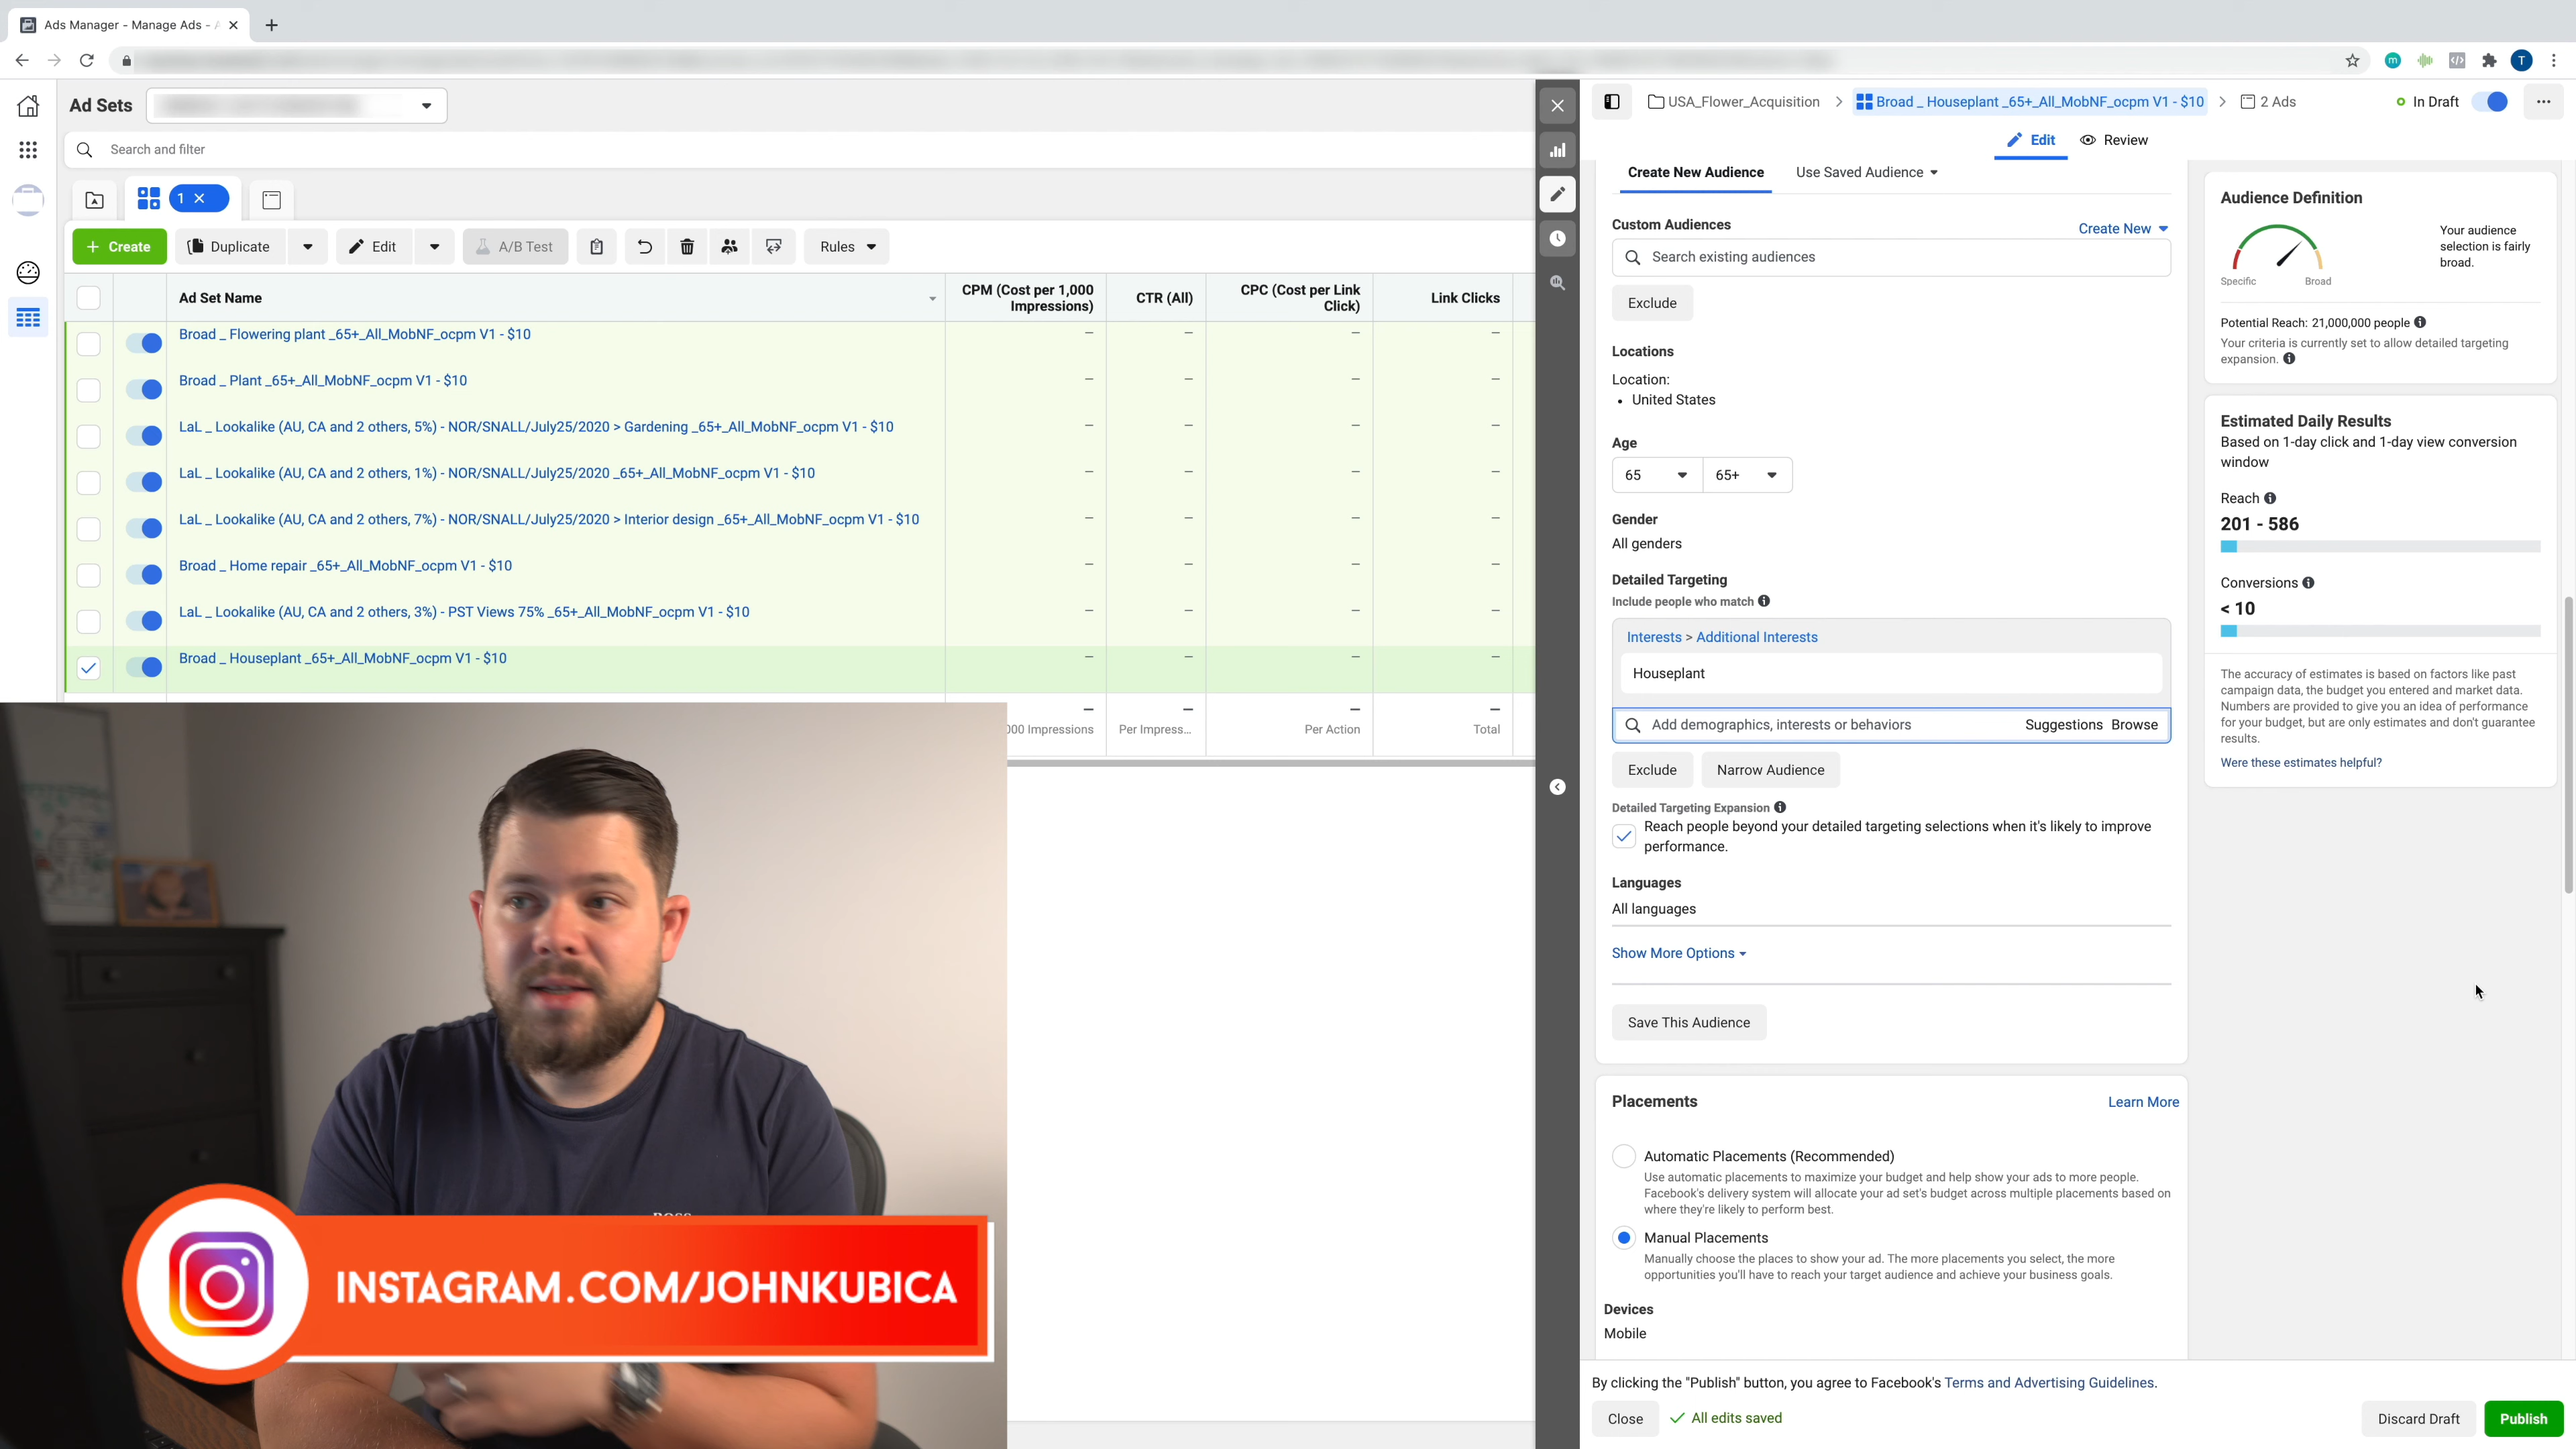 Ads Manager - Manage Ads - A
T
Ad Sets
Search and filter
1
Create
Duplicate
Edit
A/B Test
Rules
Ad Set Name
CPM (Cost per 1,000 Impressions)
CTR (All)
CPC (Cost per Link Click)
Link Clicks
Broad _ Flowering plant _65+_All_MobNF_ocpm V1 - $10
— — — —
Broad _ Plant _65+_All_MobNF_ocpm V1 - $10
— — — —
LaL _ Lookalike (AU, CA and 2 others, 5%) - NOR/SNALL/July25/2020 > Gardening _65+_All_MobNF_ocpm V1 - $10
— — — —
LaL _ Lookalike (AU, CA and 2 others, 1%) - NOR/SNALL/July25/2020 _65+_All_MobNF_ocpm V1 - $10
— — — —
LaL _ Lookalike (AU, CA and 2 others, 7%) - NOR/SNALL/July25/2020 > Interior design _65+_All_MobNF_ocpm V1 - $10
— — — —
Broad _ Home repair _65+_All_MobNF_ocpm V1 - $10
— — — —
LaL _ Lookalike (AU, CA and 2 others, 3%) - PST Views 75% _65+_All_MobNF_ocpm V1 - $10
— — — —
Broad _ Houseplant _65+_All_MobNF_ocpm V1 - $10
— — — —
— — — —
000 Impressions
Per Impress...
Per Action
Total
USA_Flower_Acquisition
Broad _ Houseplant _65+_All_MobNF_ocpm V1 - $10
2 Ads
In Draft
Edit
Review
Create New Audience
Use Saved Audience
Custom Audiences
Create New
Search existing audiences
Exclude
Locations
Location:
• United States
Age
65
65+
Gender
All genders
Detailed Targeting
Include people who match
Interests > Additional Interests
Houseplant
Add demographics, interests or behaviors
Suggestions
Browse
Exclude
Narrow Audience
Detailed Targeting Expansion
Reach people beyond your detailed targeting selections when it's likely to improve
performance.
Languages
All languages
Show More Options
Save This Audience
Placements
Learn More
Automatic Placements (Recommended)
Use automatic placements to maximize your budget and help show your ads to more people.
Facebook's delivery system will allocate your ad set's budget across multiple placements based on
where they're likely to perform best.
Manual Placements
Manually choose the places to show your ad. The more placements you select, the more
opportunities you'll have to reach your target audience and achieve your business goals.
Devices
Mobile
Audience Definition
Your audience
selection is fairly
broad.
Specific
Broad
Potential Reach: 21,000,000 people
Your criteria is currently set to allow detailed targeting
expansion.
Estimated Daily Results
Based on 1-day click and 1-day view conversion
window
Reach
201 - 586
Conversions
< 10
The accuracy of estimates is based on factors like past
campaign data, the budget you entered and market data.
Numbers are provided to give you an idea of performance
for your budget, but are only estimates and don't guarantee
results.
Were these estimates helpful?
By clicking the "Publish" button, you agree to Facebook's Terms and Advertising Guidelines.
Close
All edits saved
Discard Draft
Publish
INSTAGRAM.COM/JOHNKUBICA